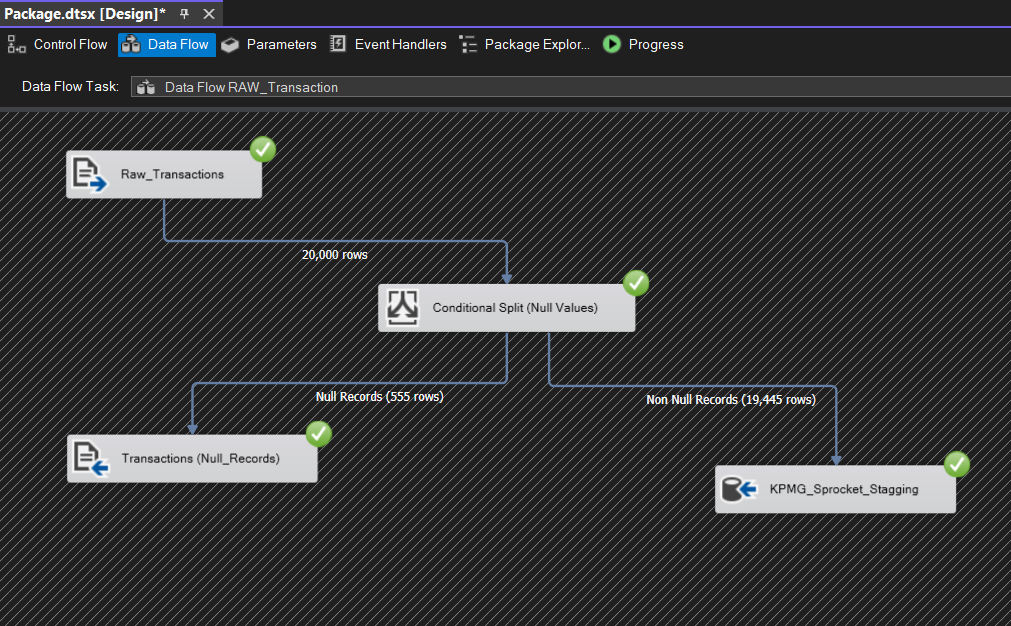 Package.dtsx [Design]*
Control Flow Data Flow Parameters Event Handlers Package Explor... Progress
Data Flow Task: Data Flow RAW_Transaction
Raw_Transactions
20,000 rows
Conditional Split (Null Values)
Null Records (555 rows)
Non Null Records (19,445 rows)
Transactions (Null_Records)
KPMG_Sprocket_Stagging